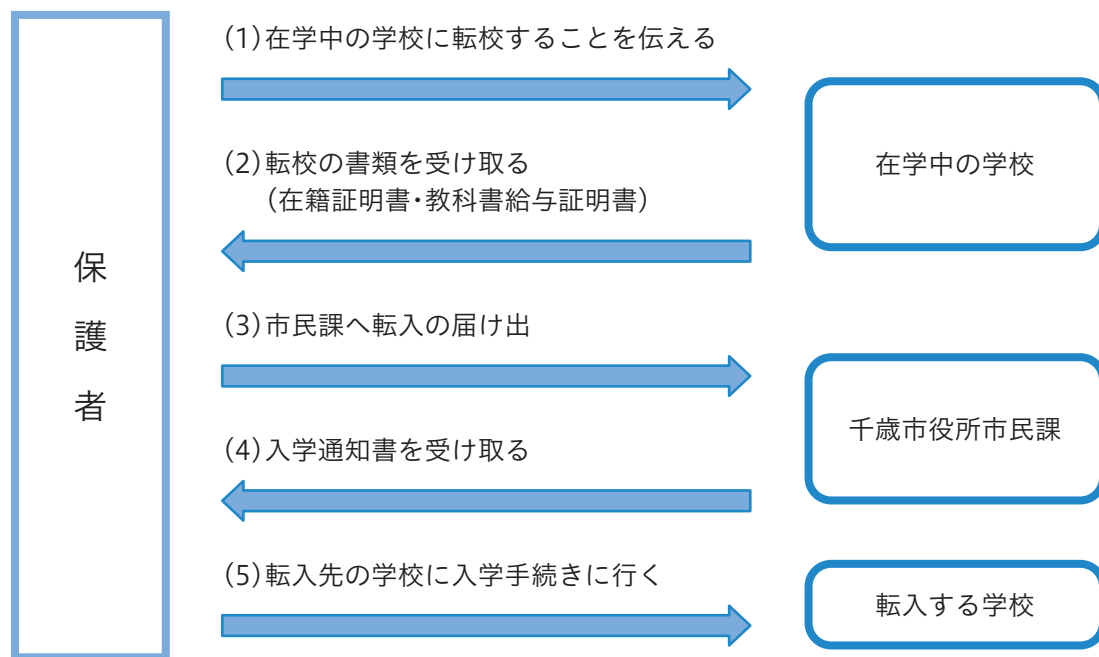 保護者
(1)在学中の学校に転校することを伝える
(2)転校の書類を受け取る
(在籍証明書・教科書給与証明書)
在学中の学校
(3)市民課へ転入の届け出
(4)入学通知書を受け取る
千歳市役所市民課
(5)転入先の学校に入学手続きに行く
転入する学校